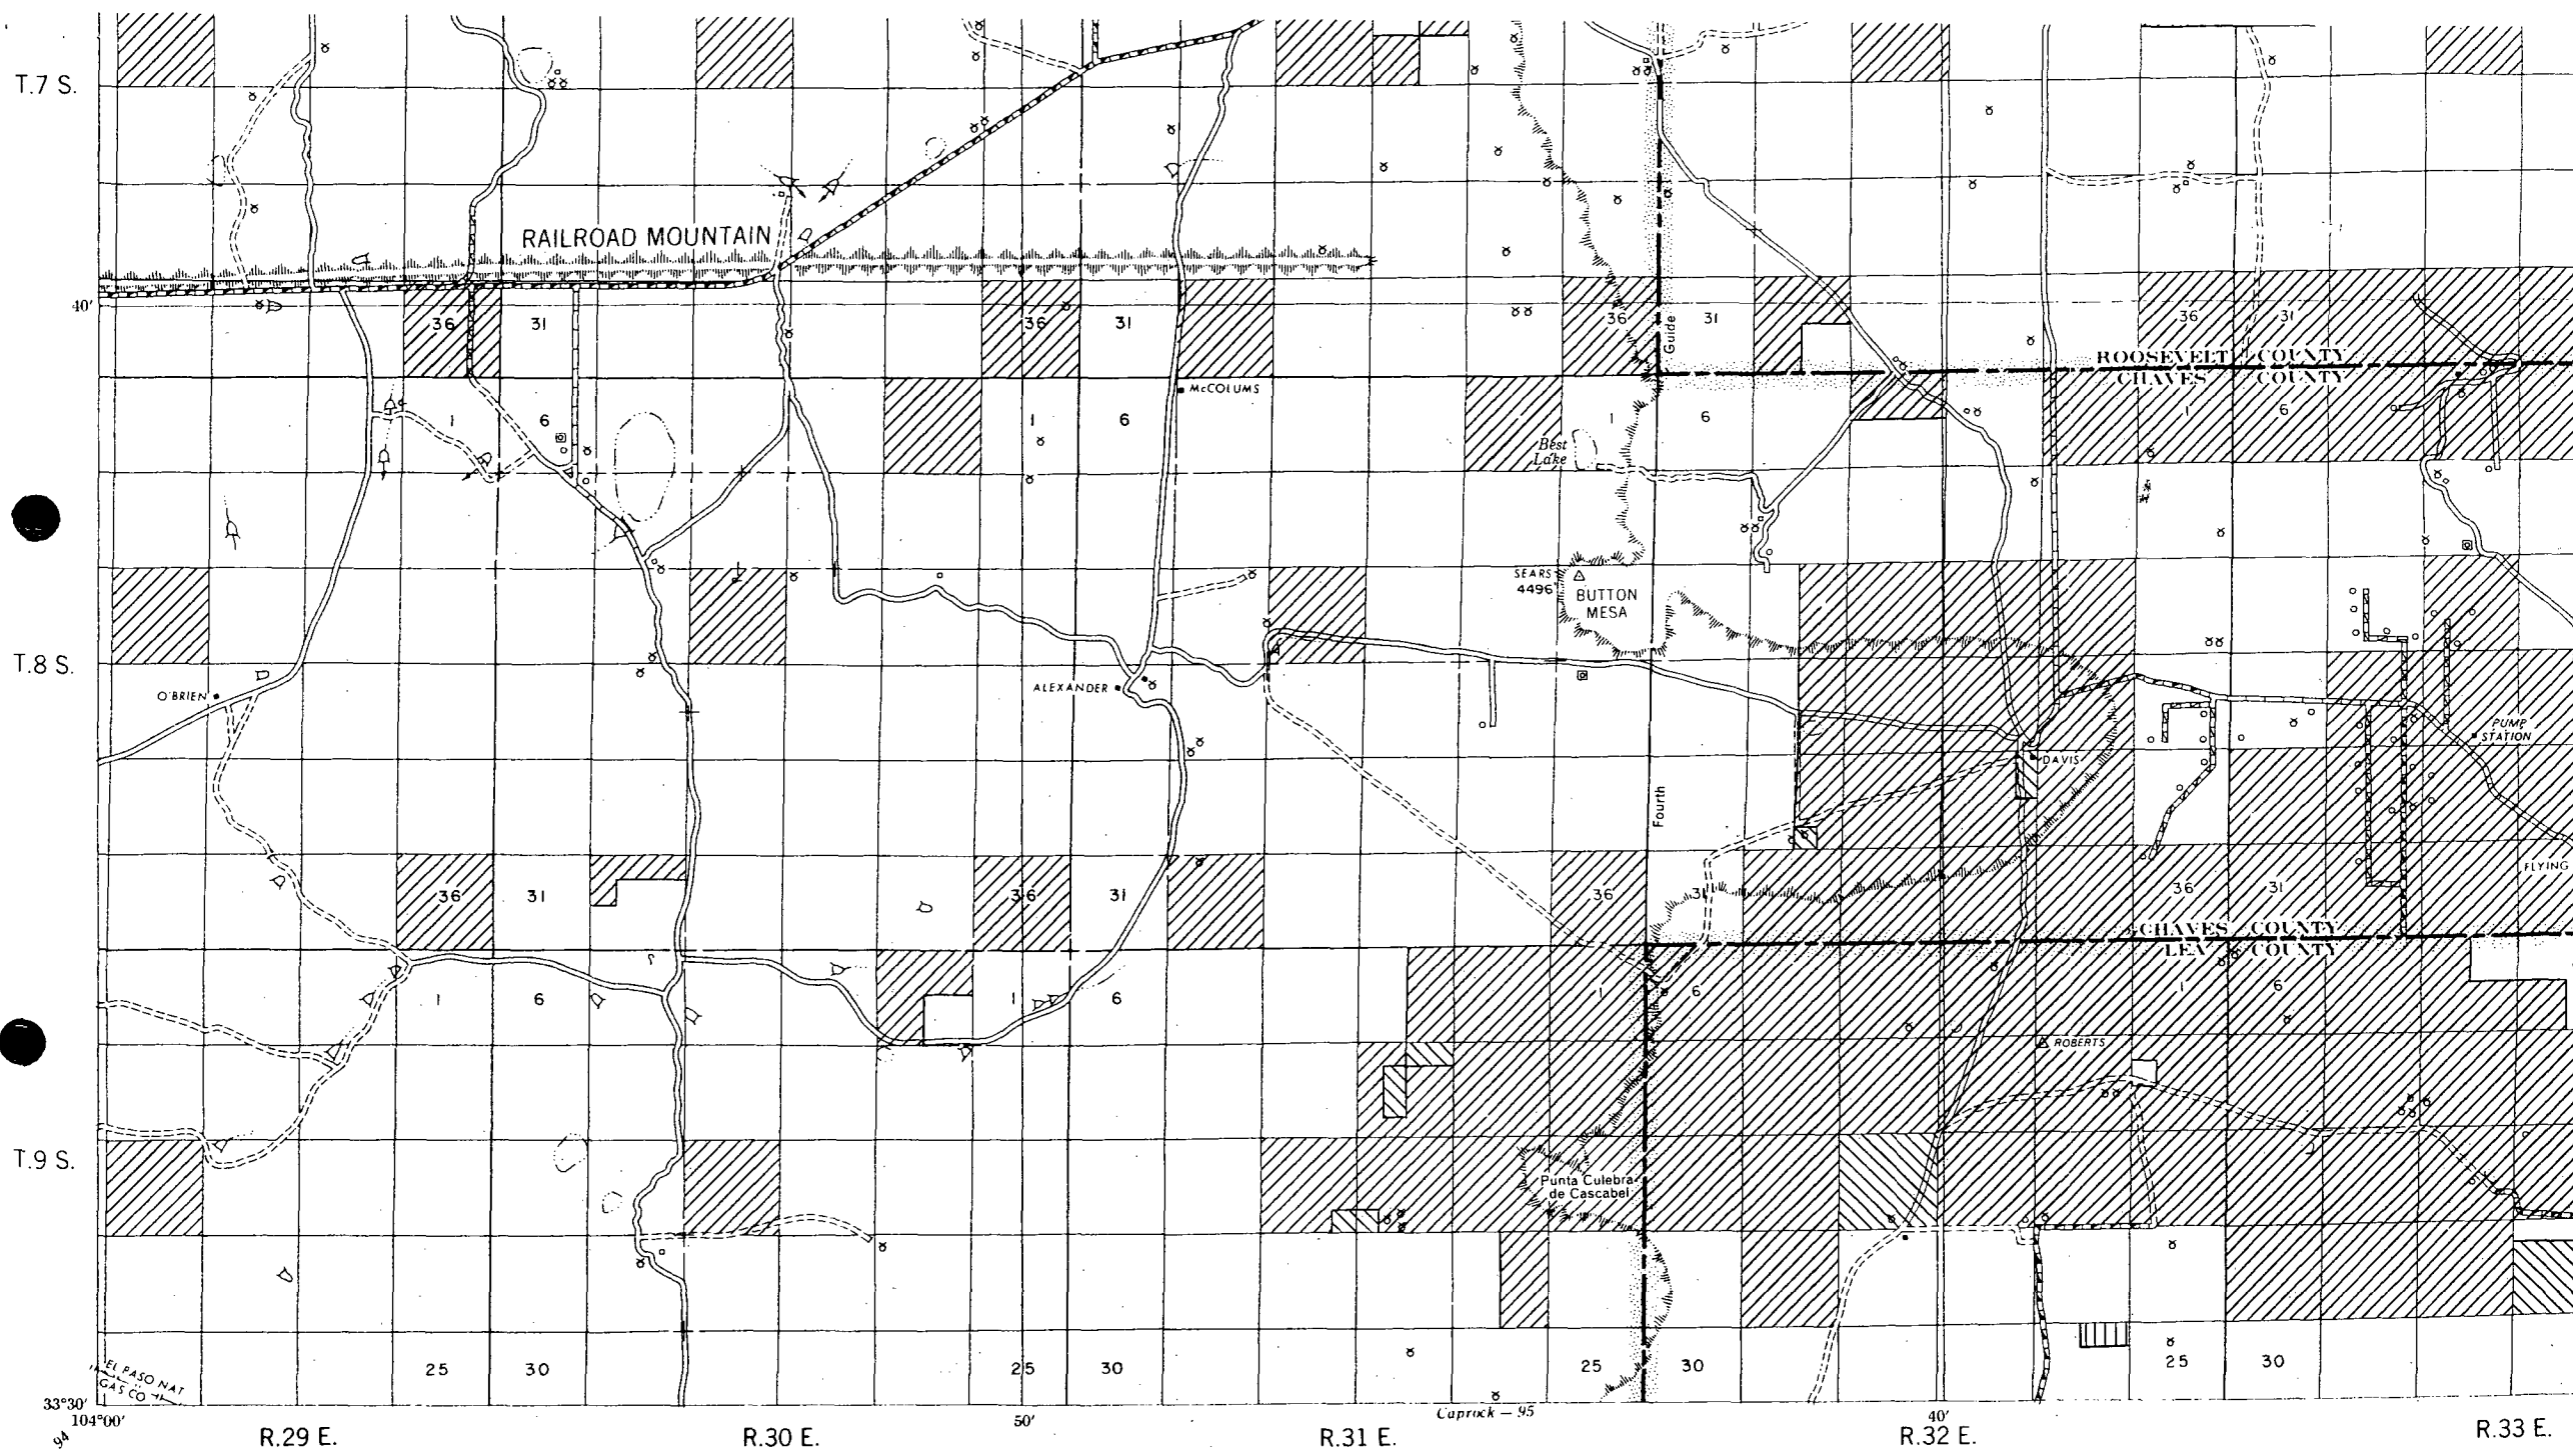 T.7 S.
RAILROAD MOUNTAIN
40'
36 31 36 31 36 31 36 31
Guide
ROOSEVELT COUNTY
CHAVES COUNTY
McCOLUMS
1 6 1 6 1 6 1 6
Best
Lake
SEARS
4496
BUTTON
MESA
T.8 S.
O'BRIEN
ALEXANDER
PUMP
STATION
DAVIS
Fourth
FLYING
36 31 36 31 36 31 36 31
CHAVES COUNTY
LEA COUNTY
1 6 1 6 1 6 1 6
ROBERTS
T.9 S.
Punta Culebra
de Cascabel
25 30 25 30 25 30 25 30
EL PASO NAT
GAS CO
33°30'
104°00' 50' Caprock — 95 40'
94
R.29 E. R.30 E. R.31 E. R.32 E. R.33 E.